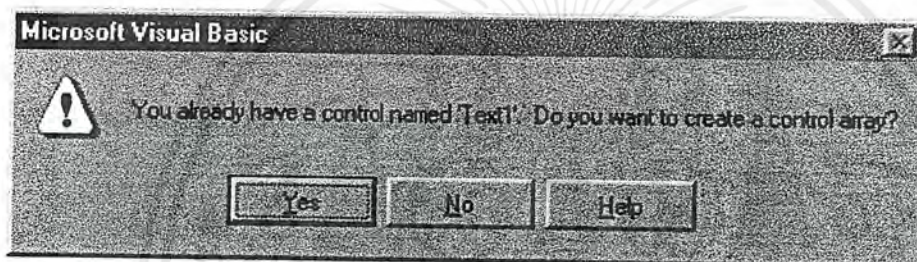 Microsoft Visual Basic
You already have a control named 'Text1'. Do you want to create a control array?
Yes No Help